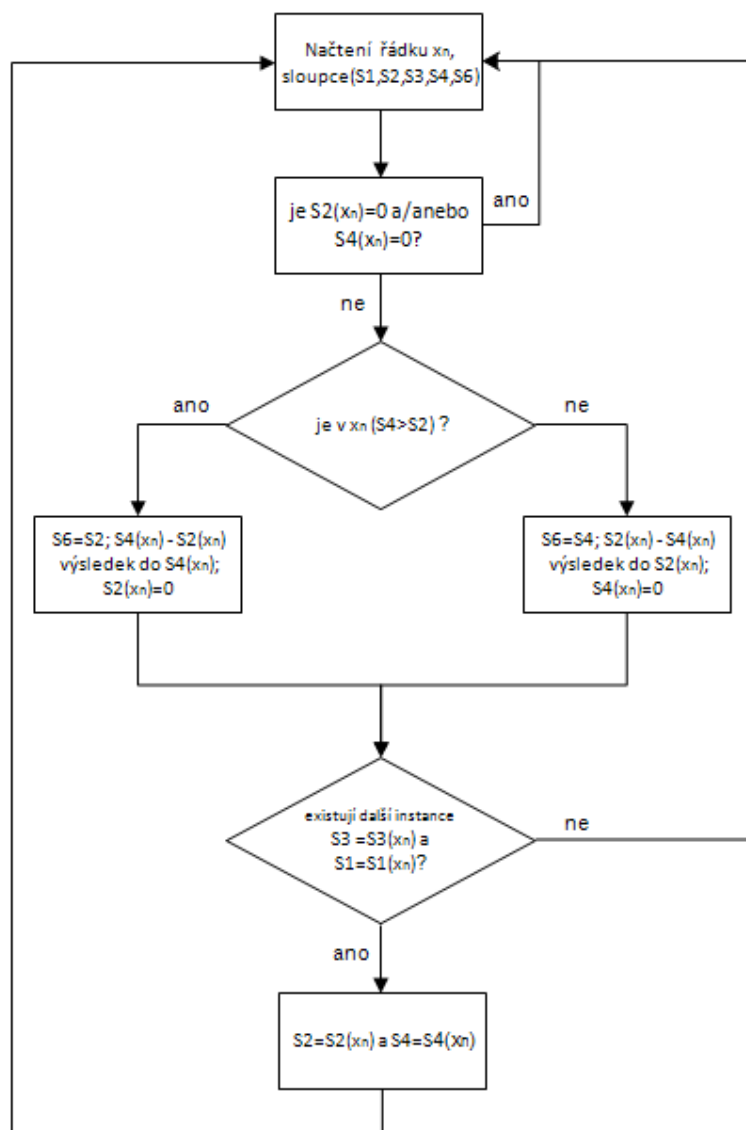 Načtení řádku xn,
sloupce(S1,S2,S3,S4,S6)
je S2(xn)=0 a/anebo
S4(xn)=0?
ano
ne
je v xn (S4>S2) ?
ano
ne
S6=S2; S4(xn) - S2(xn)
výsledek do S4(xn);
S2(xn)=0
S6=S4; S2(xn) - S4(xn)
výsledek do S2(xn);
S4(xn)=0
existují další instance
S3 =S3(xn) a
S1=S1(xn)?
ne
ano
S2=S2(xn) a S4=S4(xn)